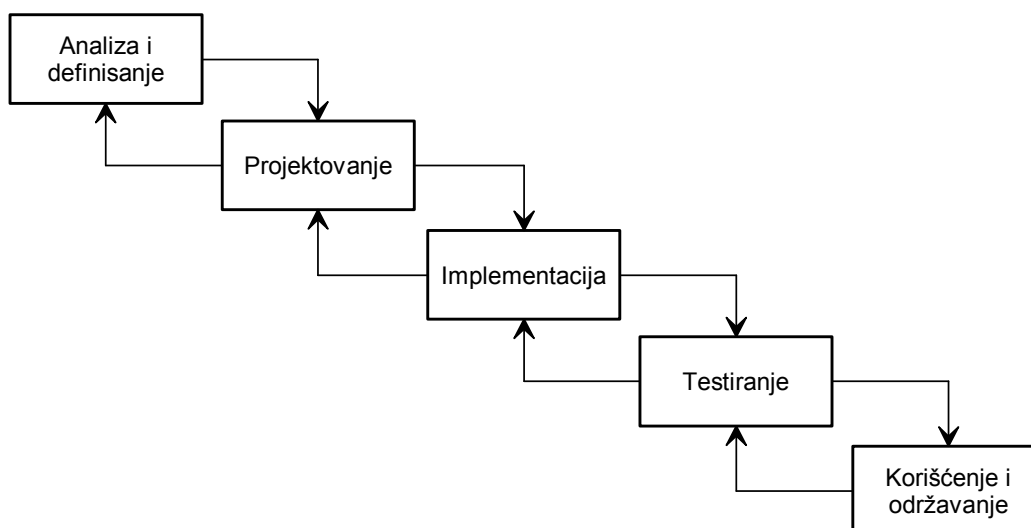 Analiza i
definisanje
Projektovanje
Implementacija
Testiranje
Korišćenje i
održavanje